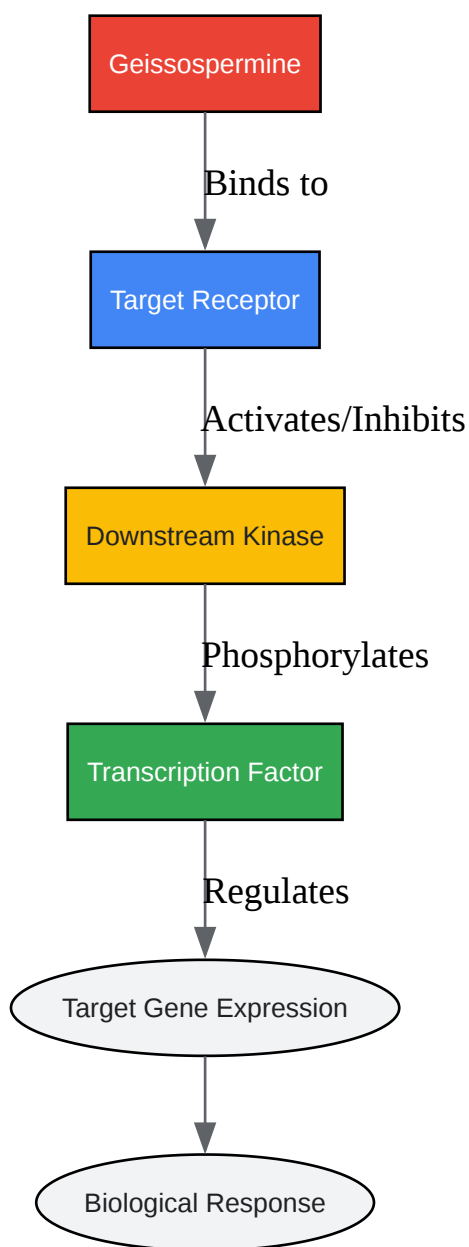 Geissospermine
Binds to
Target Receptor
Activates/Inhibits
Downstream Kinase
Phosphorylates
Transcription Factor
Regulates
Target Gene Expression
Biological Response